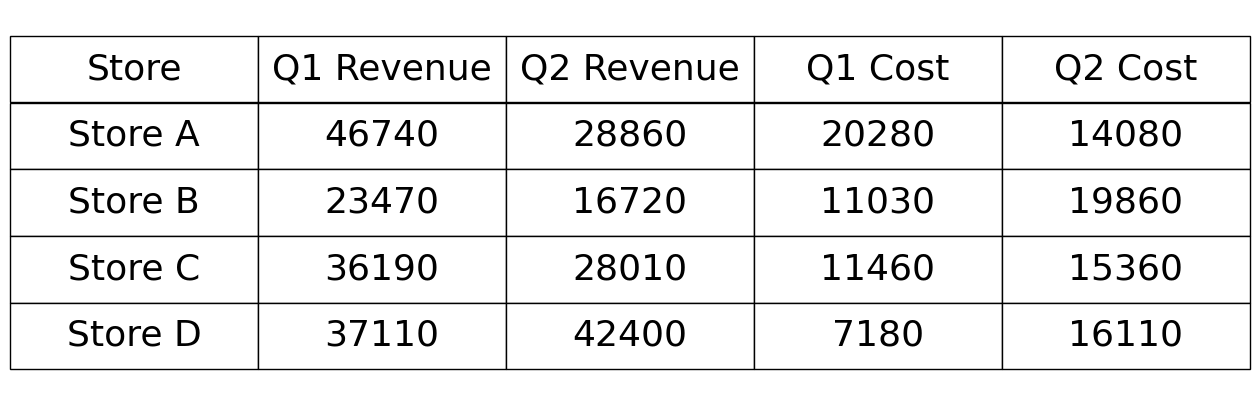 Store Q1 Revenue Q2 Revenue Q1 Cost Q2 Cost
Store A 46740 28860 20280 14080
Store B 23470 16720 11030 19860
Store C 36190 28010 11460 15360
Store D 37110 42400 7180 16110